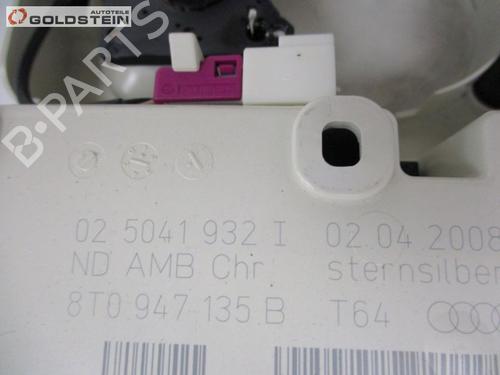 AUTOTEILE
GOLDSTEIN
B-PARTS
02 5041 932 I 02.04.2008
ND AMB Chr sternsilber
8T0 947 135 B T64